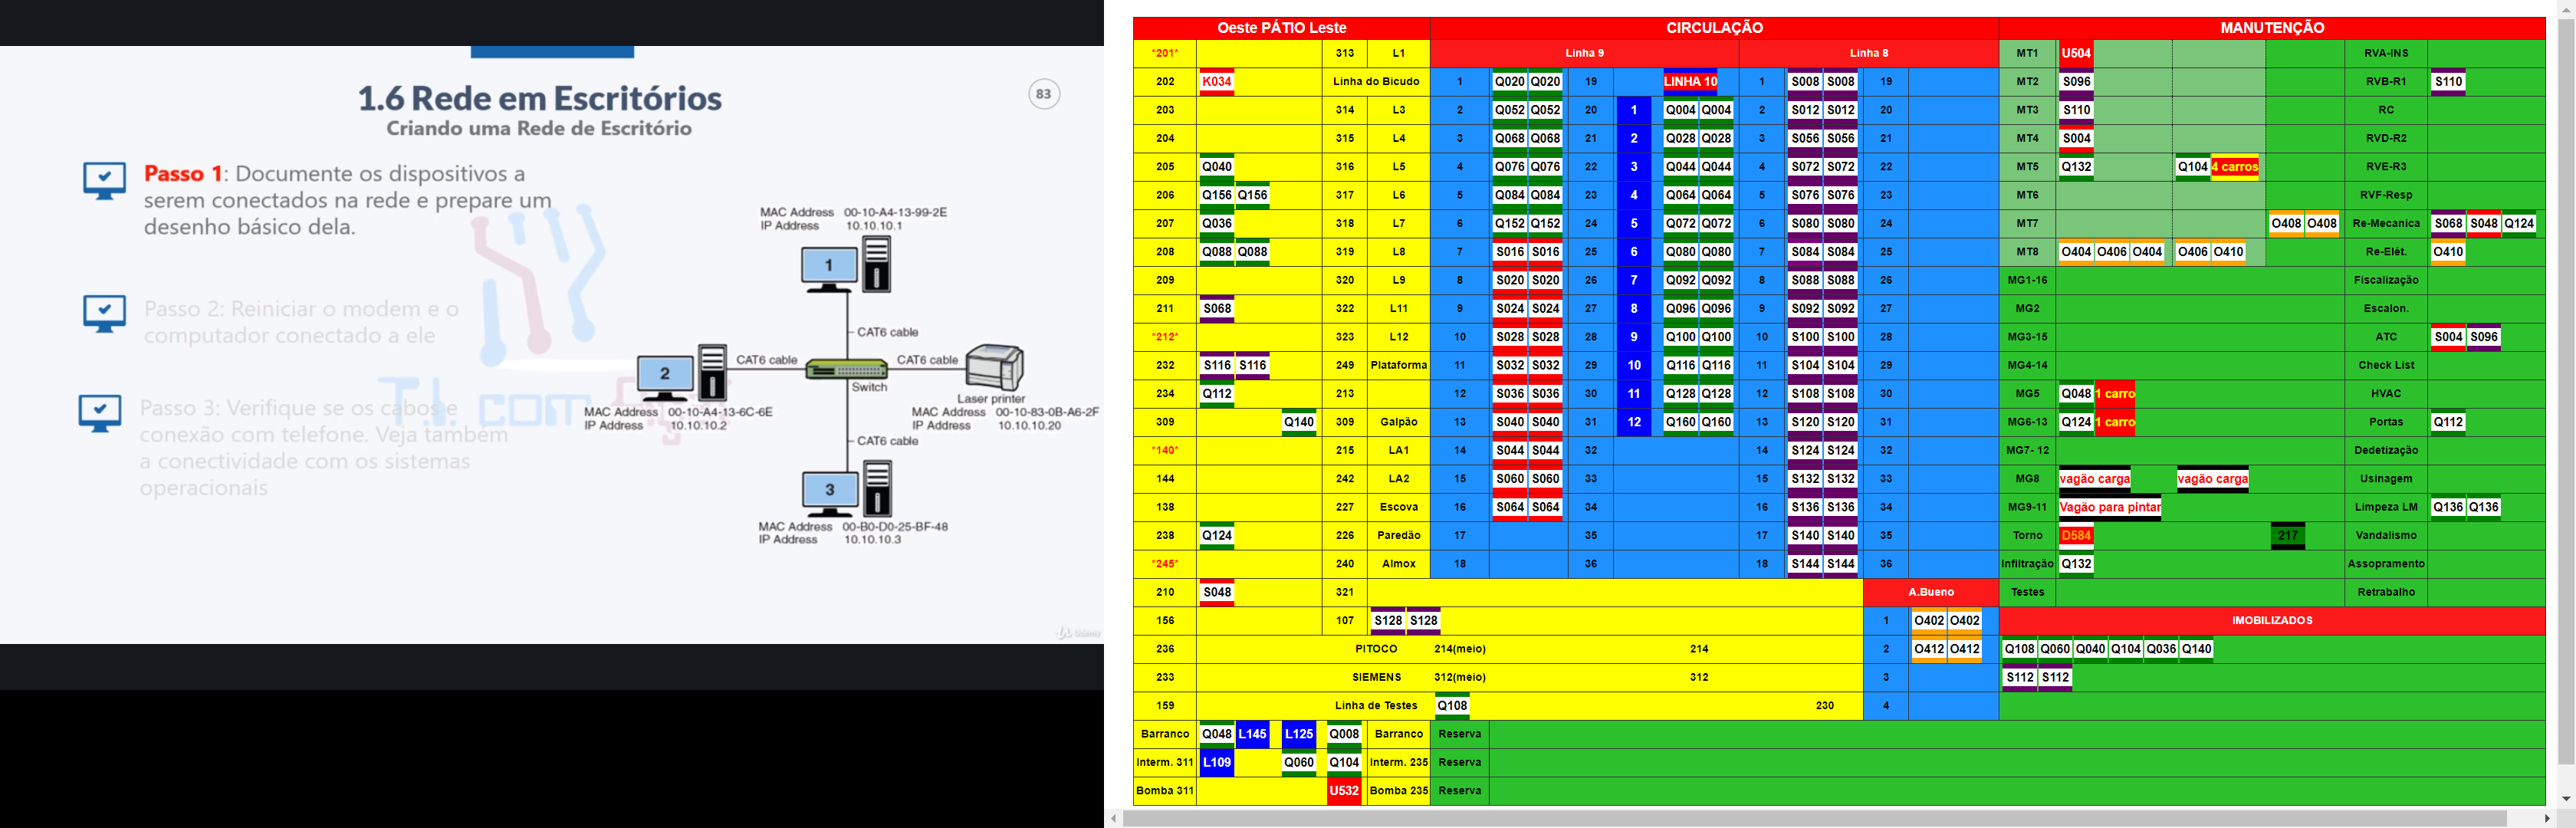 1.6 Rede em Escritórios
83
Criando uma Rede de Escritório
Passo 1: Documente os dispositivos a
serem conectados na rede e prepare um
desenho básico dela.
Passo 2: Reiniciar o modem e o
computador conectado a ele
Passo 3: Verifique se os cabos e
conexão com telefone. Veja também
a conectividade com os sistemas
operacionais
T.I. com
MAC Address 00-10-A4-13-99-2E
IP Address 10.10.10.1
1
CAT6 cable
CAT6 cable
CAT6 cable
2
Switch
Laser printer
MAC Address 00-10-A4-13-6C-6E
IP Address 10.10.10.2
MAC Address 00-10-83-0B-A6-2F
IP Address 10.10.10.20
CAT6 cable
3
MAC Address 00-B0-D0-25-BF-48
IP Address 10.10.10.3
Udemy
Oeste PÁTIO Leste CIRCULAÇÃO MANUTENÇÃO
*201* 313 L1 Linha 9 Linha 8 MT1 U504 RVA-INS
202 K034 Linha do Bicudo 1 Q020 Q020 19 LINHA 10 1 S008 S008 19 MT2 S096 RVB-R1 S110
203 314 L3 2 Q052 Q052 20 1 Q004 Q004 2 S012 S012 20 MT3 S110 RC
204 315 L4 3 Q068 Q068 21 2 Q028 Q028 3 S056 S056 21 MT4 S004 RVD-R2
205 Q040 316 L5 4 Q076 Q076 22 3 Q044 Q044 4 S072 S072 22 MT5 Q132 Q104 4 carros RVE-R3
206 Q156 Q156 317 L6 5 Q084 Q084 23 4 Q064 Q064 5 S076 S076 23 MT6 RVF-Resp
207 Q036 318 L7 6 Q152 Q152 24 5 Q072 Q072 6 S080 S080 24 MT7 O408 O408 Re-Mecanica S068 S048 Q124
208 Q088 Q088 319 L8 7 S016 S016 25 6 Q080 Q080 7 S084 S084 25 MT8 O404 O406 O404 O406 O410 Re-Elét. O410
209 320 L9 8 S020 S020 26 7 Q092 Q092 8 S088 S088 26 MG1-16 Fiscalização
211 S068 322 L11 9 S024 S024 27 8 Q096 Q096 9 S092 S092 27 MG2 Escalon.
*212* 323 L12 10 S028 S028 28 9 Q100 Q100 10 S100 S100 28 MG3-15 ATC S004 S096
232 S116 S116 249 Plataforma 11 S032 S032 29 10 Q116 Q116 11 S104 S104 29 MG4-14 Check List
234 Q112 213 12 S036 S036 30 11 Q128 Q128 12 S108 S108 30 MG5 Q048 1 carro HVAC
309 Q140 309 Galpão 13 S040 S040 31 12 Q160 Q160 13 S120 S120 31 MG6-13 Q124 1 carro Portas Q112
*140* 215 LA1 14 S044 S044 32 14 S124 S124 32 MG7- 12 Dedetização
144 242 LA2 15 S060 S060 33 15 S132 S132 33 MG8 vagão carga vagão carga Usinagem
138 227 Escova 16 S064 S064 34 16 S136 S136 34 MG9-11 Vagão para pintar Limpeza LM Q136 Q136
238 Q124 226 Paredão 17 35 17 S140 S140 35 Torno D584 217 Vandalismo
*245* 240 Almox 18 36 18 S144 S144 36 Infiltração Q132 Assopramento
210 S048 321 A.Bueno Testes Retrabalho
156 107 S128 S128 1 O402 O402 IMOBILIZADOS
236 PITOCO 214(meio) 214 2 O412 O412 Q108 Q060 Q040 Q104 Q036 Q140
233 SIEMENS 312(meio) 312 3 S112 S112
159 Linha de Testes Q108 230 4
Barranco Q048 L145 L125 Q008 Barranco Reserva
Interm. 311 L109 Q060 Q104 Interm. 235 Reserva
Bomba 311 U532 Bomba 235 Reserva